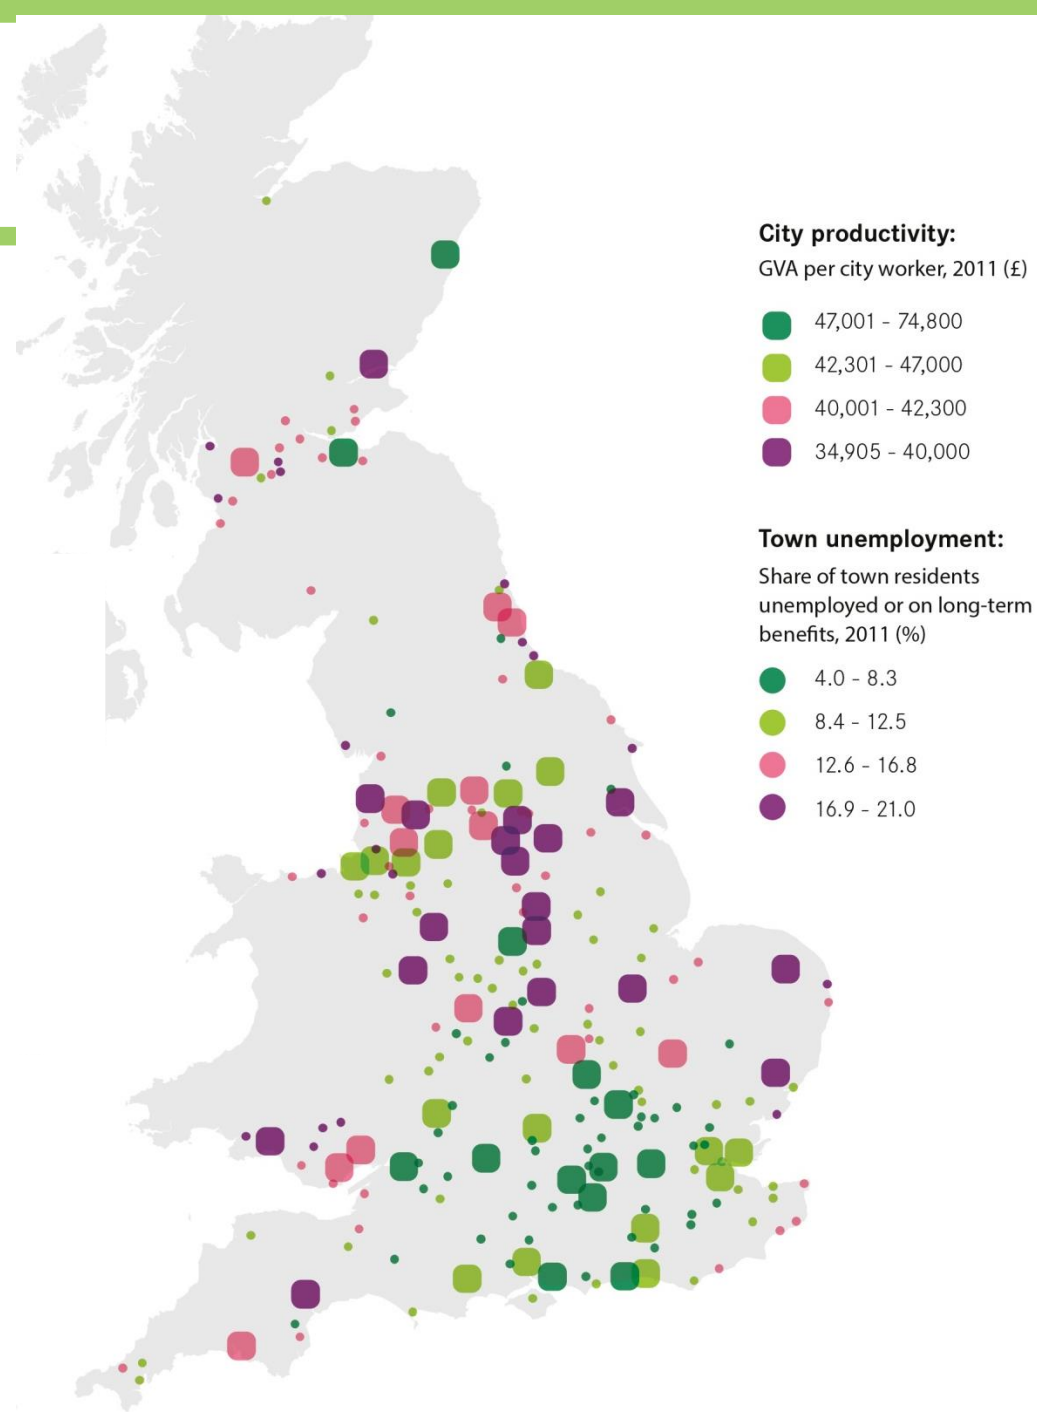 City productivity:
GVA per city worker, 2011 (£)
47,001 - 74,800
42,301 - 47,000
40,001 - 42,300
34,905 - 40,000
Town unemployment:
Share of town residents
unemployed or on long-term
benefits, 2011 (%)
4.0 - 8.3
8.4 - 12.5
12.6 - 16.8
16.9 - 21.0